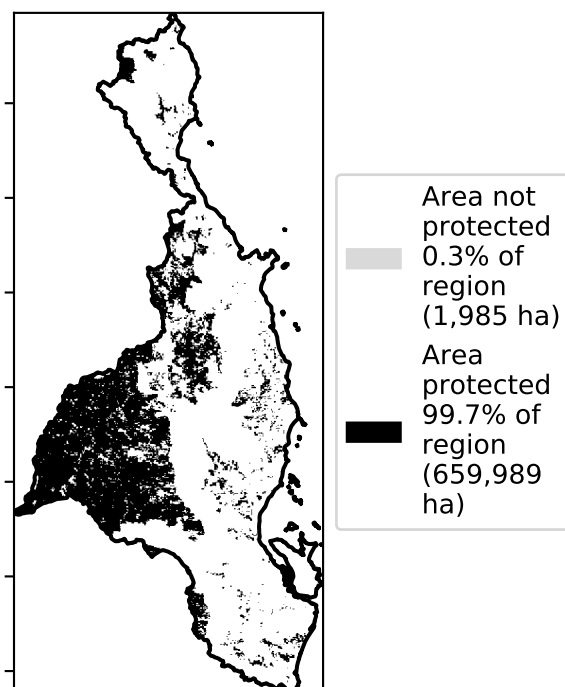 Area not
protected
0.3% of
region
(1,985 ha)
Area
protected
99.7% of
region
(659,989
ha)